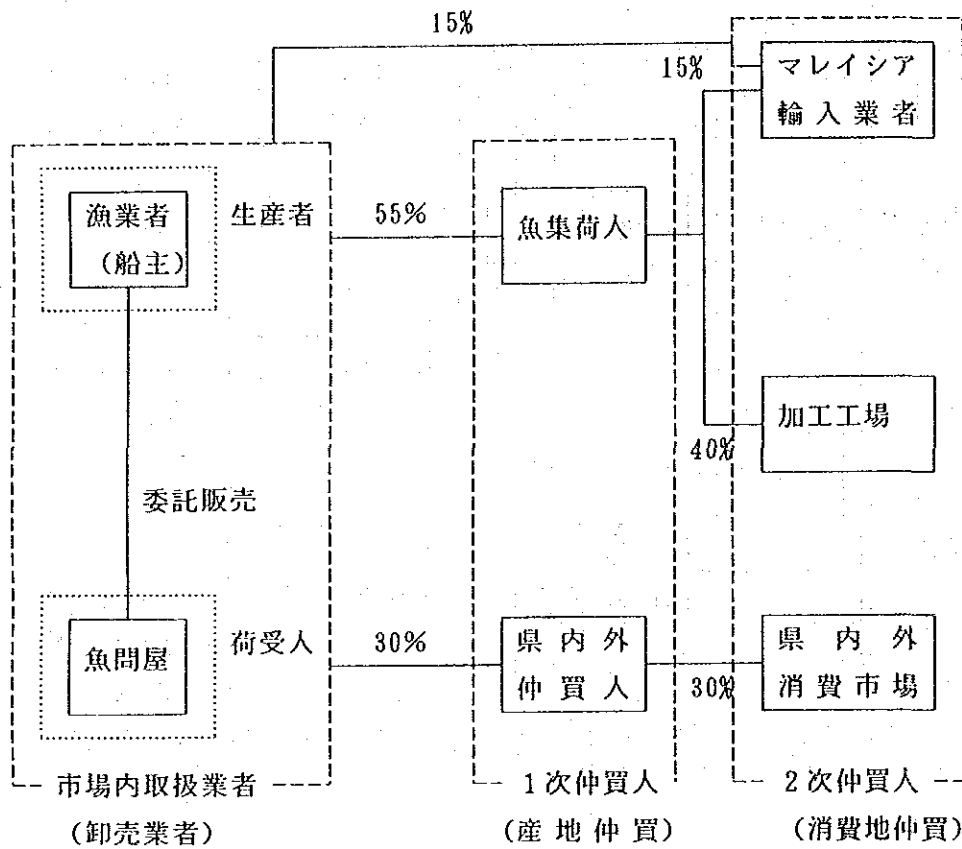 15%
15%
マレイシア
輸入業者
漁業者
(船主)
生産者
55%
魚集荷人
加工工場
40%
委託販売
魚問屋
荷受人
30%
県内外
仲買人
30%
県内外
消費市場
市場内取扱業者
(卸売業者)
1次仲買人
(産地仲買)
2次仲買人
(消費地仲買)